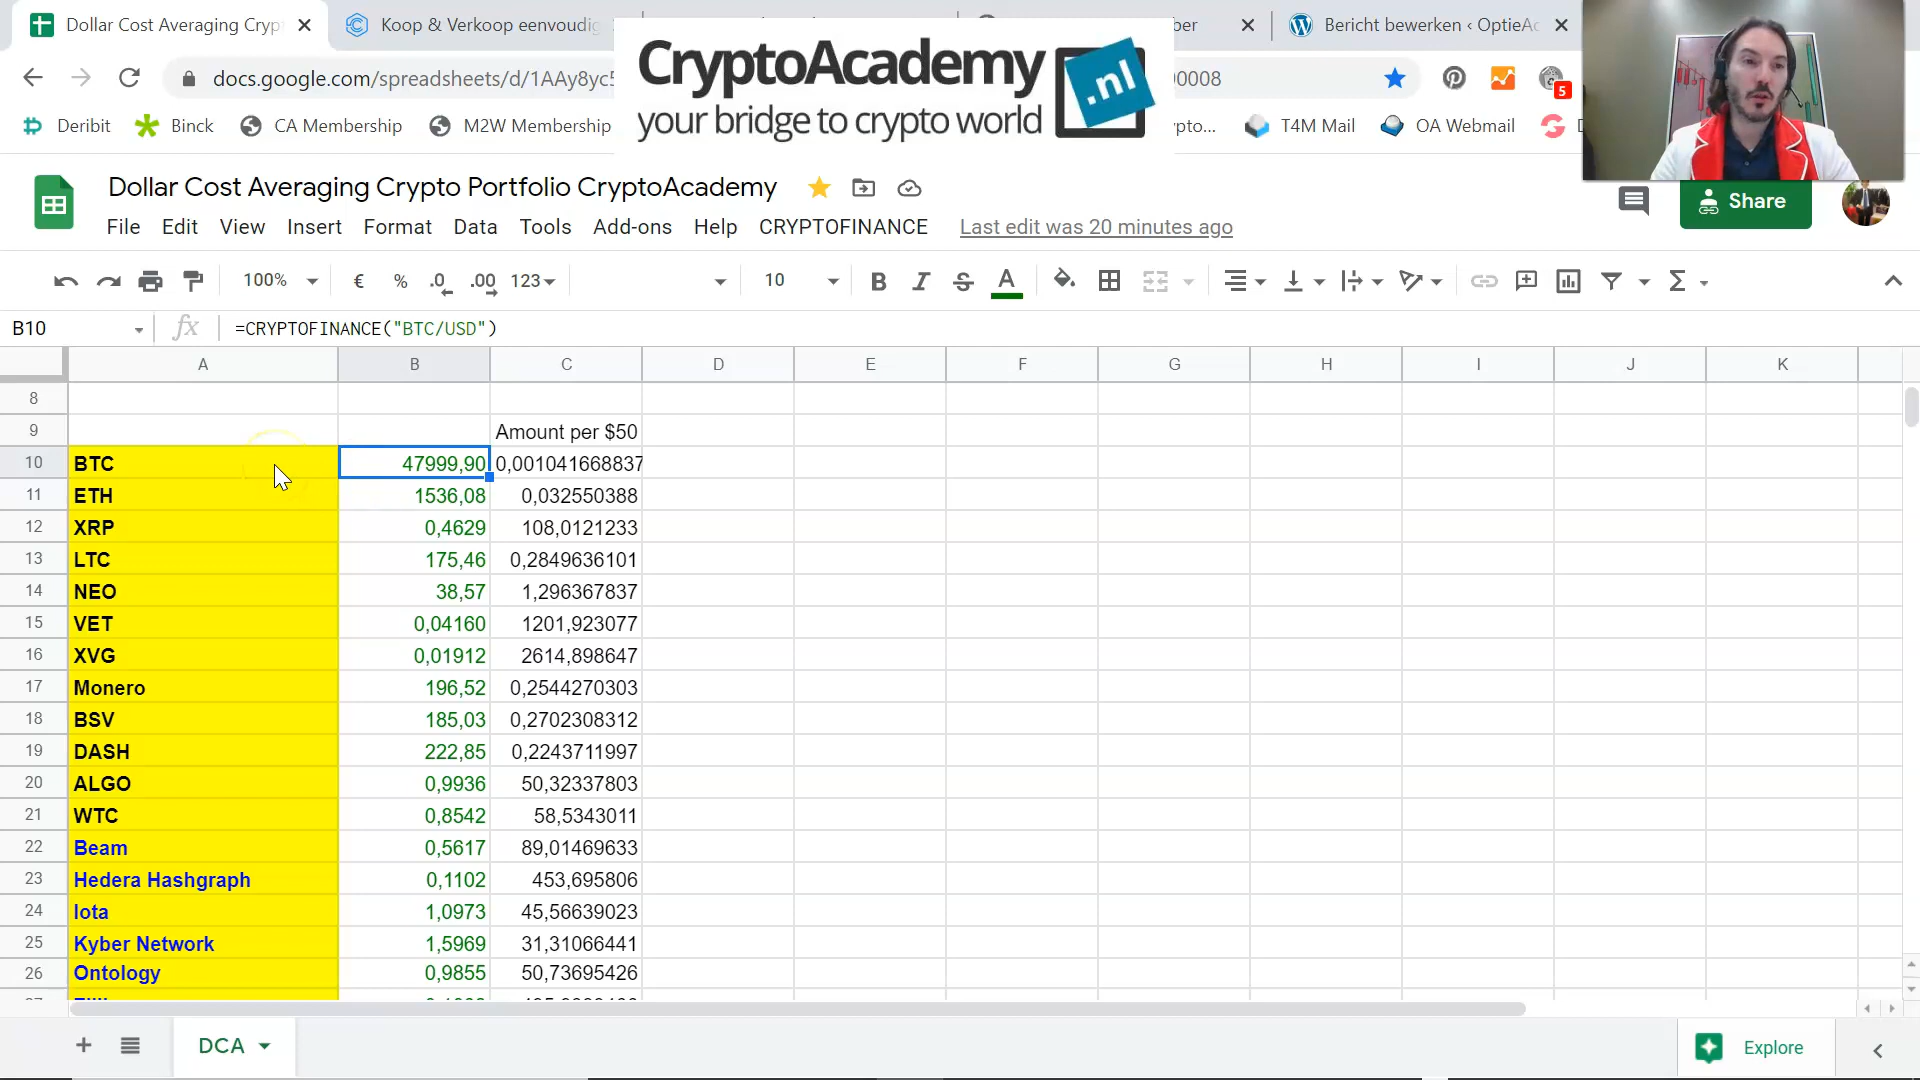 Dollar Cost Averaging Cryp
Koop & Verkoop eenvoudig
ber
Bericht bewerken ‹ OptieAc
docs.google.com/spreadsheets/d/1AAy8yc5
0008
5
CryptoAcademy
.nl
your bridge to crypto world
Deribit
Binck
CA Membership
M2W Membership
pto...
T4M Mail
OA Webmail
Dollar Cost Averaging Crypto Portfolio CryptoAcademy
Share
File Edit View Insert Format Data Tools Add-ons Help CRYPTOFINANCE Last edit was 20 minutes ago
100% € % .0 .00 123 10 B I S A Σ
B10 fx =CRYPTOFINANCE("BTC/USD")
A B C D E F G H I J K
8
9 Amount per $50
10 BTC 47999,90 0,001041668837
11 ETH 1536,08 0,032550388
12 XRP 0,4629 108,0121233
13 LTC 175,46 0,2849636101
14 NEO 38,57 1,296367837
15 VET 0,04160 1201,923077
16 XVG 0,01912 2614,898647
17 Monero 196,52 0,2544270303
18 BSV 185,03 0,2702308312
19 DASH 222,85 0,2243711997
20 ALGO 0,9936 50,32337803
21 WTC 0,8542 58,5343011
22 Beam 0,5617 89,01469633
23 Hedera Hashgraph 0,1102 453,695806
24 Iota 1,0973 45,56639023
25 Kyber Network 1,5969 31,31066441
26 Ontology 0,9855 50,73695426
DCA
Explore